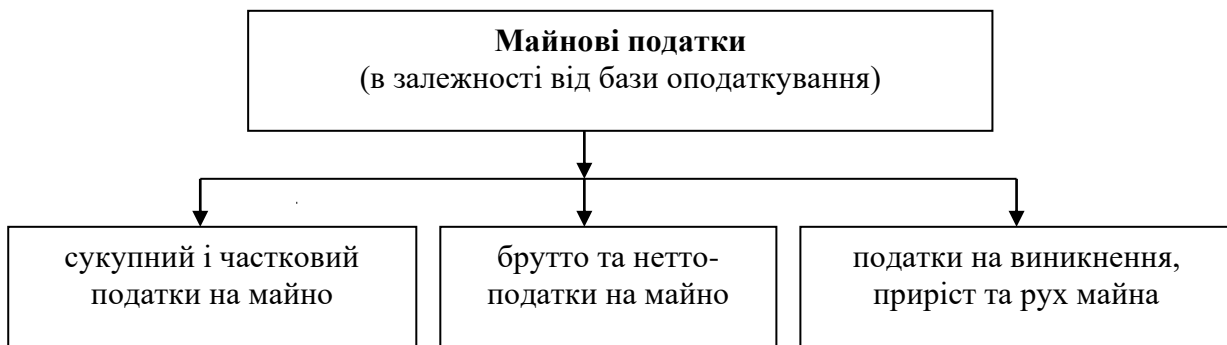 Майнові податки
(в залежності від бази оподаткування)
сукупний і частковий
податки на майно
брутто та нетто-
податки на майно
податки на виникнення,
приріст та рух майна